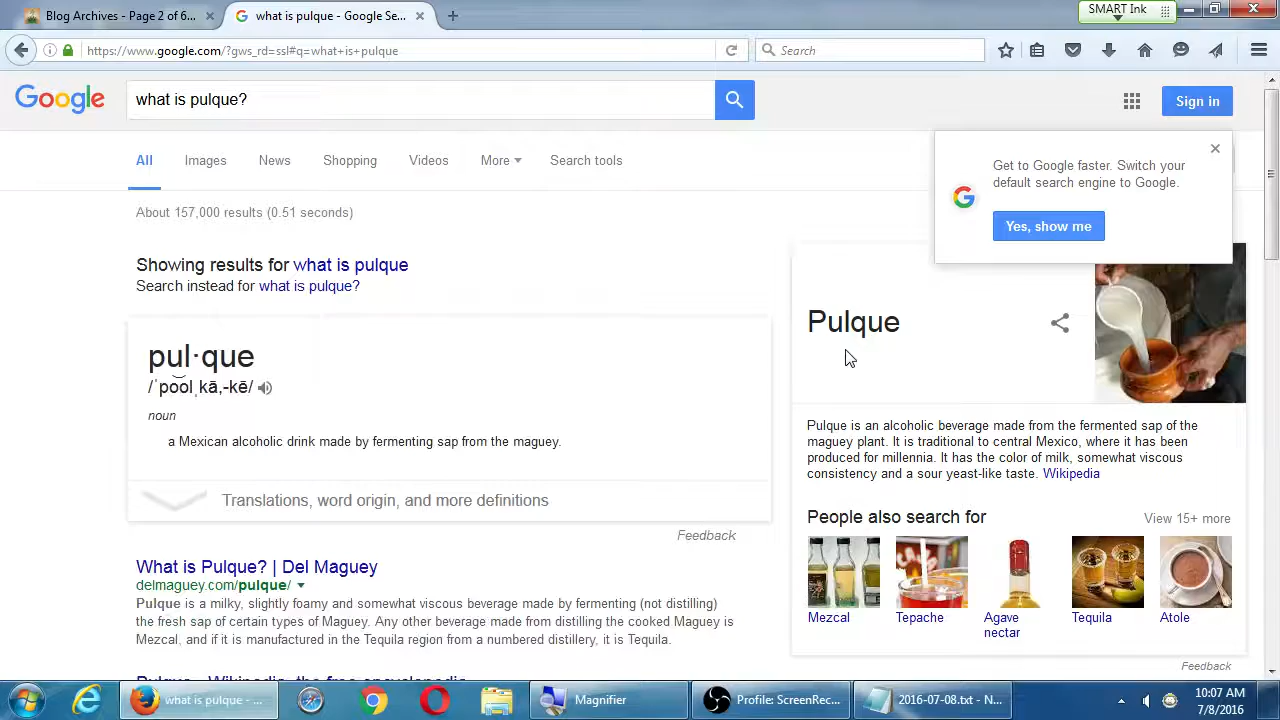 Blog Archives - Page 2 of 6...
what is pulque - Google Se...
SMART Ink
https://www.google.com/?gws_rd=ssl#q=what+is+pulque
Search
Google
what is pulque?
Sign in
All
Images
News
Shopping
Videos
More
Search tools
Get to Google faster. Switch your
default search engine to Google.
Yes, show me
About 157,000 results (0.51 seconds)
Showing results for what is pulque
Search instead for what is pulque?
pul·que
/ˈpo͝olˌkā,-kē/
noun
a Mexican alcoholic drink made by fermenting sap from the maguey.
Translations, word origin, and more definitions
Feedback
What is Pulque? | Del Maguey
delmaguey.com/pulque/
Pulque is a milky, slightly foamy and somewhat viscous beverage made by fermenting (not distilling)
the fresh sap of certain types of Maguey. Any other beverage made from distilling the cooked Maguey is
Mezcal, and if it is manufactured in the Tequila region from a numbered distillery, it is Tequila.
Pulque - Wikipedia, the free encyclopedia
Pulque
Pulque is an alcoholic beverage made from the fermented sap of the
maguey plant. It is traditional to central Mexico, where it has been
produced for millennia. It has the color of milk, somewhat viscous
consistency and a sour yeast-like taste. Wikipedia
People also search for
View 15+ more
Mezcal
Tepache
Agave
nectar
Tequila
Atole
Feedback
what is pulque - ...
Magnifier
Profile: ScreenRec...
2016-07-08.txt - N...
10:07 AM
7/8/2016